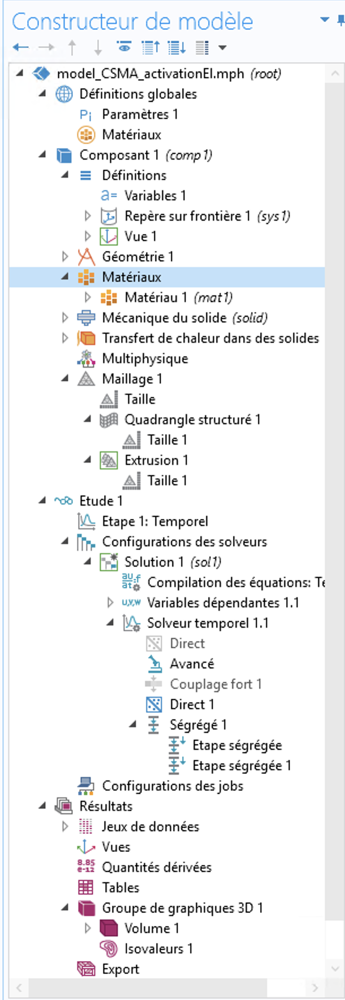 Constructeur de modèle
model_CSMA_activationEl.mph (root)
Définitions globales
Pi Paramètres 1
Matériaux
Composant 1 (comp1)
Définitions
a= Variables 1
Repère sur frontière 1 (sys1)
Vue 1
Géométrie 1
Matériaux
Matériau 1 (mat1)
Mécanique du solide (solid)
Transfert de chaleur dans des solides
Multiphysique
Maillage 1
Taille
Quadrangle structuré 1
Taille 1
Extrusion 1
Taille 1
Etude 1
Etape 1: Temporel
Configurations des solveurs
Solution 1 (sol1)
Compilation des équations: Te
u,v,w Variables dépendantes 1.1
Solveur temporel 1.1
Direct
Avancé
Couplage fort 1
Direct 1
Ségrégé 1
Etape ségrégée
Etape ségrégée 1
Configurations des jobs
Résultats
Jeux de données
Vues
8.85 e-12 Quantités dérivées
Tables
Groupe de graphiques 3D 1
Volume 1
Isovaleurs 1
Export